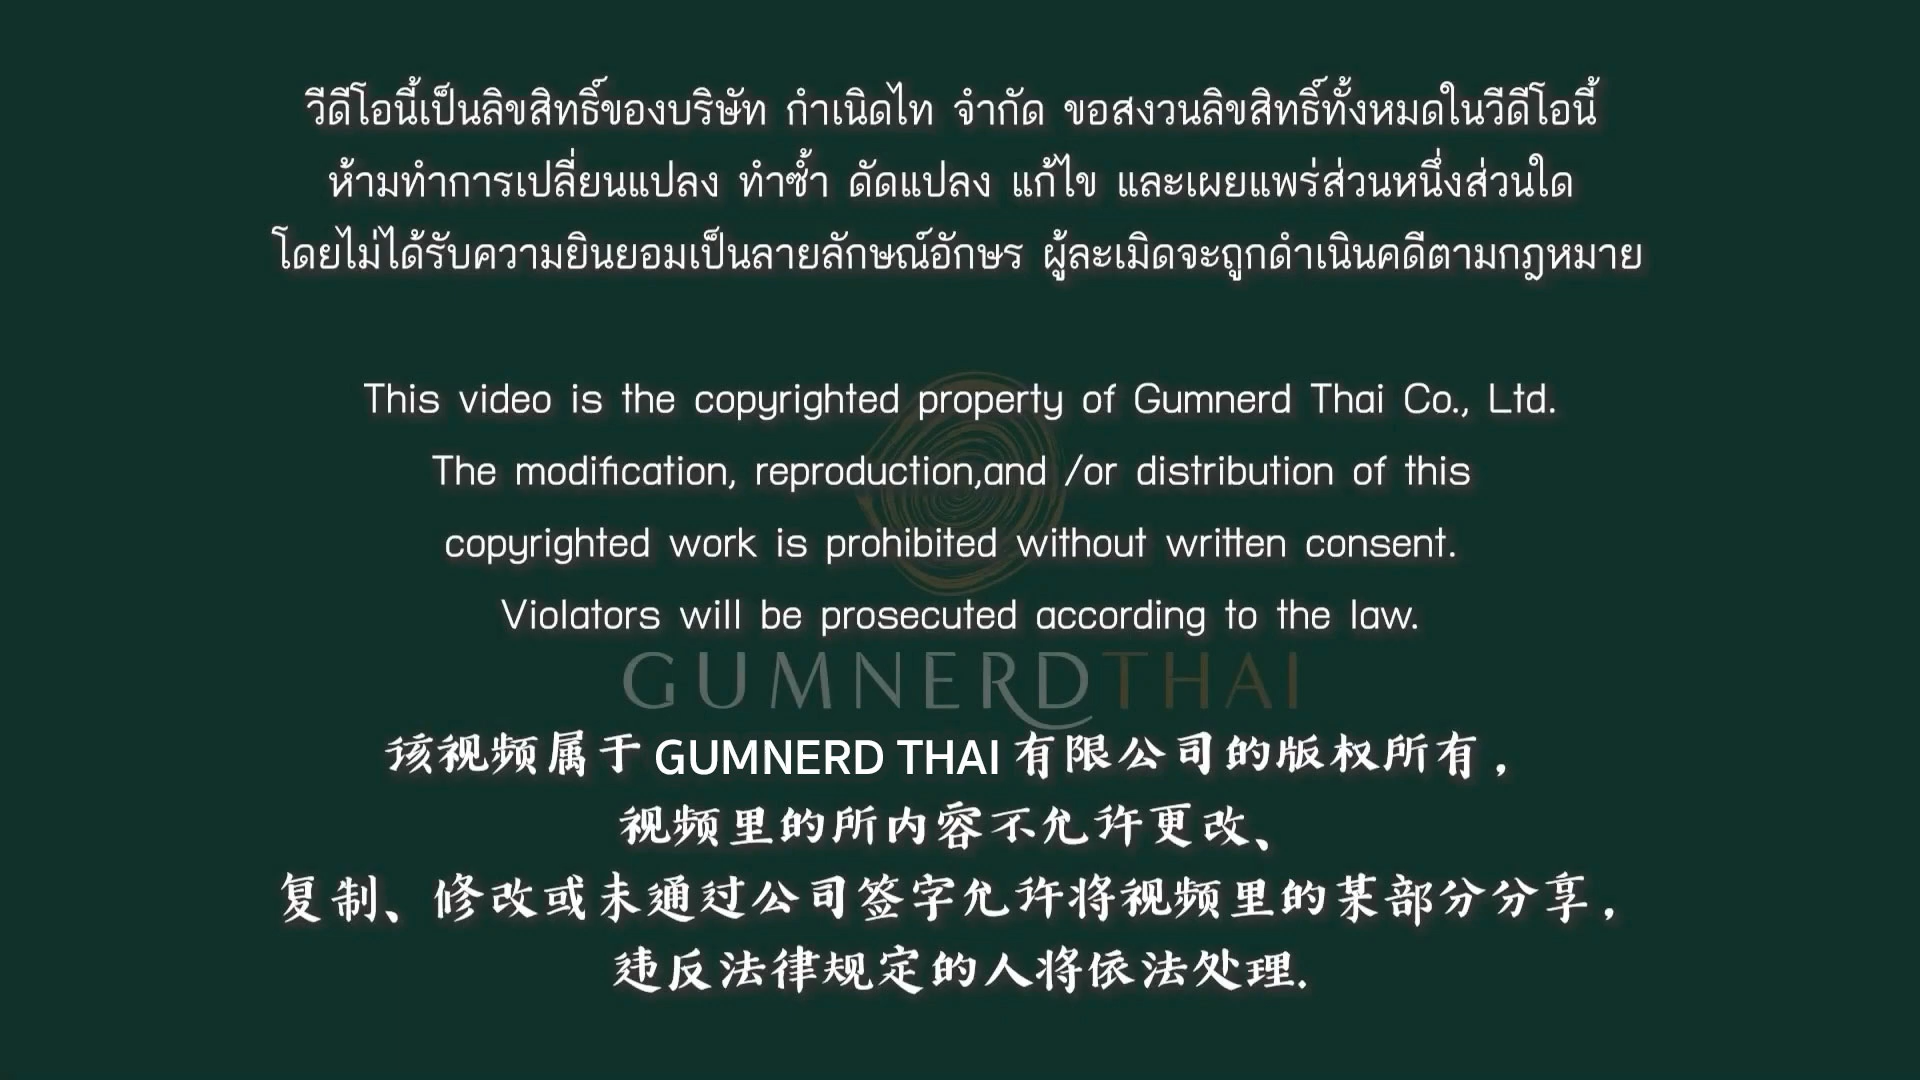 วีดีโอนี้เป็นลิขสิทธิ์ของบริษัท กำเนิดไท จำกัด ขอสงวนลิขสิทธิ์ทั้งหมดในวีดีโอนี้
ห้ามทำการเปลี่ยนแปลง ทำซ้ำ ดัดแปลง แก้ไข และเผยแพร่ส่วนหนึ่งส่วนใด
โดยไม่ได้รับความยินยอมเป็นลายลักษณ์อักษร ผู้ละเมิดจะถูกดำเนินคดีตามกฎหมาย
This video is the copyrighted property of Gumnerd Thai Co., Ltd.
The modification, reproduction,and /or distribution of this
copyrighted work is prohibited without written consent.
Violators will be prosecuted according to the law.
GUMNERDTHAI
该视频属于 GUMNERD THAI 有限公司的版权所有，
视频里的所内容不允许更改、
复制、修改或未通过公司签字允许将视频里的某部分分享，
违反法律规定的人将依法处理.